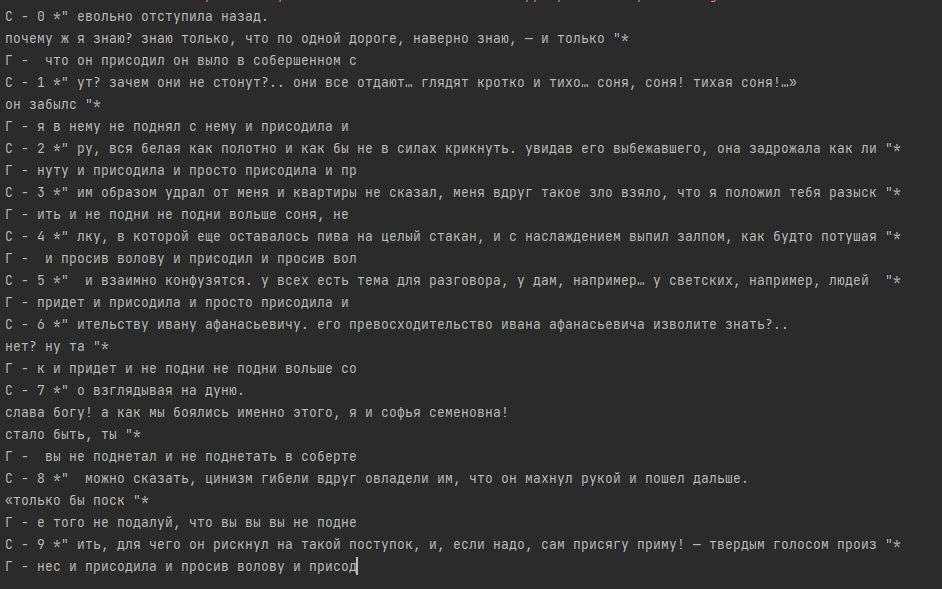 С - 0 *" евольно отступила назад.
почему ж я знаю? знаю только, что по одной дороге, наверно знаю, — и только "*
Г -  что он присодил он выло в собершенном с
С - 1 *" ут? зачем они не стонут?.. они все отдают… глядят кротко и тихо… соня, соня! тихая соня!…»
он забылс "*
Г - я в нему не поднял с нему и присодила и
С - 2 *" ру, вся белая как полотно и как бы не в силах крикнуть. увидав его выбежавшего, она задрожала как ли "*
Г - нуту и присодила и просто присодила и пр
С - 3 *" им образом удрал от меня и квартиры не сказал, меня вдруг такое зло взяло, что я положил тебя разыск "*
Г - ить и не подни не подни вольше соня, не
С - 4 *" лку, в которой еще оставалось пива на целый стакан, и с наслаждением выпил залпом, как будто потушая "*
Г -  и просив волову и присодил и просив вол
С - 5 *"  и взаимно конфузятся. у всех есть тема для разговора, у дам, например… у светских, например, людей  "*
Г - придет и присодила и просто присодила и
С - 6 *" ительству ивану афанасьевичу. его превосходительство ивана афанасьевича изволите знать?..
нет? ну та "*
Г - к и придет и не подни не подни вольше со
С - 7 *" о взглядывая на дуню.
слава богу! а как мы боялись именно этого, я и софья семеновна!
стало быть, ты "*
Г -  вы не поднетал и не поднетать в соберте
С - 8 *"  можно сказать, цинизм гибели вдруг овладели им, что он махнул рукой и пошел дальше.
«только бы поск "*
Г - е того не подалуй, что вы вы вы не подне
С - 9 *" ить, для чего он рискнул на такой поступок, и, если надо, сам присягу приму! — твердым голосом произ "*
Г - нес и присодила и просив волову и присод